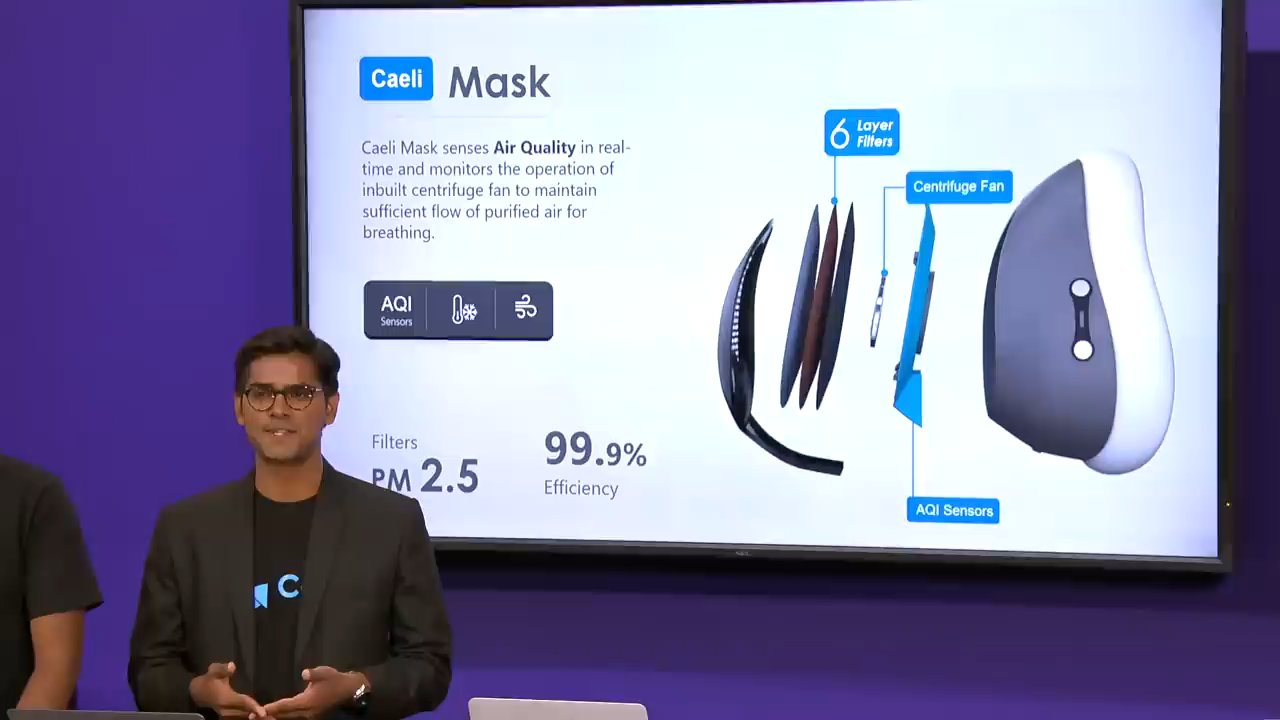 Caeli Mask
Caeli Mask senses Air Quality in real-
time and monitors the operation of
inbuilt centrifuge fan to maintain
sufficient flow of purified air for
breathing.
AQI
Sensors
Filters
PM 2.5
99.9%
Efficiency
6 Layer
Filters
Centrifuge Fan
AQI Sensors
C